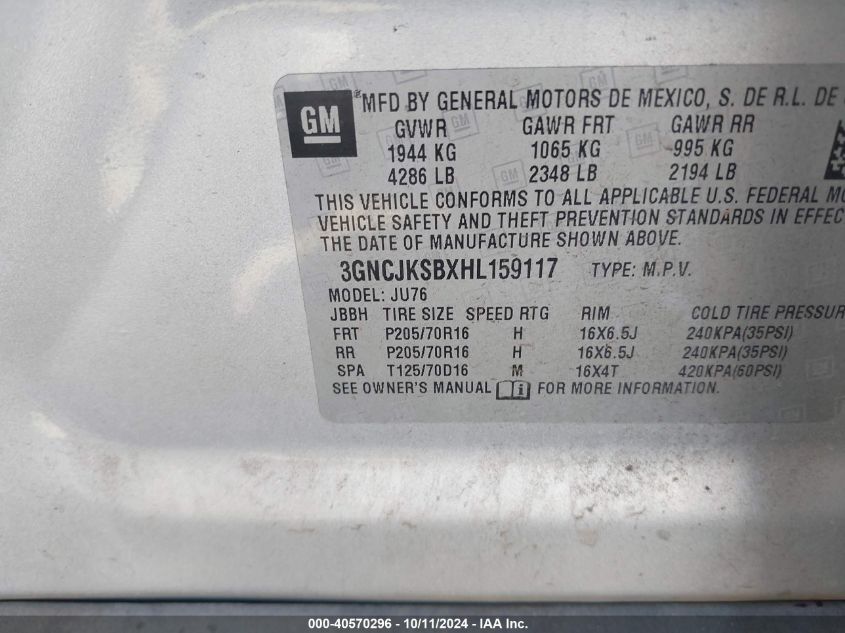 GM ® MFD BY GENERAL MOTORS DE MEXICO, S. DE R.L. DE
GVWR GAWR FRT GAWR RR
1944 KG 1065 KG 995 KG
4286 LB 2348 LB 2194 LB
THIS VEHICLE CONFORMS TO ALL APPLICABLE U.S. FEDERAL MO
VEHICLE SAFETY AND THEFT PREVENTION STANDARDS IN EFFEC
THE DATE OF MANUFACTURE SHOWN ABOVE.
3GNCJKSBXHL159117 TYPE: M.P.V.
MODEL: JU76
JBBH TIRE SIZE SPEED RTG RIM COLD TIRE PRESSUR
FRT P205/70R16 H 16X6.5J 240KPA(35PSI)
RR P205/70R16 H 16X6.5J 240KPA(35PSI)
SPA T125/70D16 M 16X4T 420KPA(60PSI)
SEE OWNER'S MANUAL FOR MORE INFORMATION.
000-40570296 - 10/11/2024 - IAA Inc.